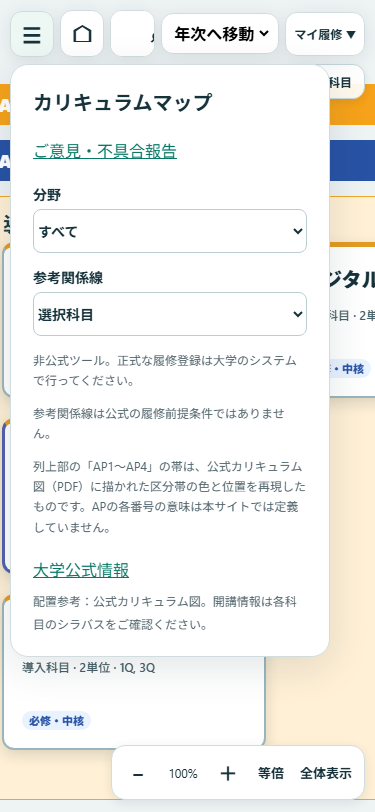 年次へ移動
マイ履修 ▼
科目
カリキュラムマップ
ご意見・不具合報告
分野
すべて
参考関係線
選択科目
非公式ツール。正式な履修登録は大学のシステム
で行ってください。
参考関係線は公式の履修前提条件ではありませ
ん。
列上部の「AP1〜AP4」の帯は、公式カリキュラム
図（PDF）に描かれた区分帯の色と位置を再現した
ものです。APの各番号の意味は本サイトでは定義
していません。
大学公式情報
配置参考：公式カリキュラム図。開講情報は各科
目のシラバスをご確認ください。
ジタル
科目・2単
・中核
導入科目・2単位・1Q, 3Q
必修・中核
− 100% + 等倍 全体表示